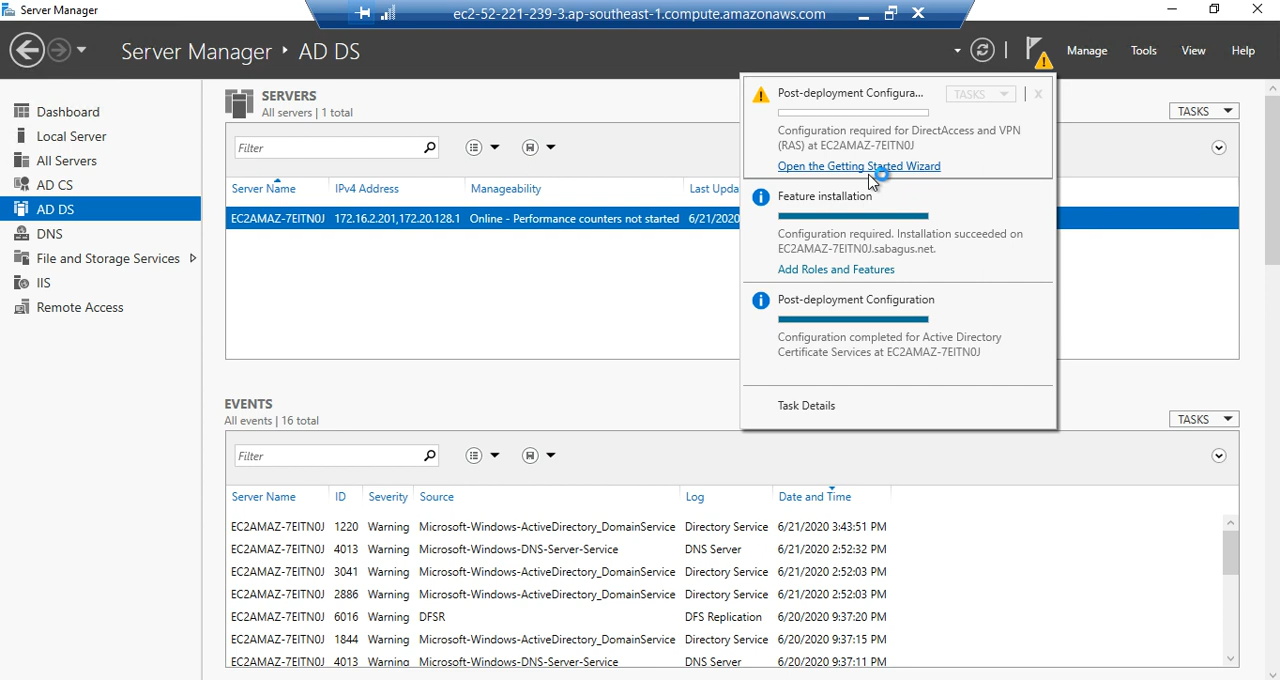 Server Manager
ec2-52-221-239-3.ap-southeast-1.compute.amazonaws.com
Server Manager ‣ AD DS
Manage Tools View Help
Dashboard
Local Server
All Servers
AD CS
AD DS
DNS
File and Storage Services
IIS
Remote Access
SERVERS
All servers | 1 total
TASKS
Filter
Server Name IPv4 Address Manageability Last Upda
EC2AMAZ-7EITN0J 172.16.2.201,172.20.128.1 Online - Performance counters not started 6/21/2020
Post-deployment Configura... TASKS X
Configuration required for DirectAccess and VPN
(RAS) at EC2AMAZ-7EITN0J
Open the Getting Started Wizard
Feature installation
Configuration required. Installation succeeded on
EC2AMAZ-7EITN0J.sabagus.net.
Add Roles and Features
Post-deployment Configuration
Configuration completed for Active Directory
Certificate Services at EC2AMAZ-7EITN0J
Task Details
EVENTS
All events | 16 total
TASKS
Filter
Server Name ID Severity Source Log Date and Time
EC2AMAZ-7EITN0J 1220 Warning Microsoft-Windows-ActiveDirectory_DomainService Directory Service 6/21/2020 3:43:51 PM
EC2AMAZ-7EITN0J 4013 Warning Microsoft-Windows-DNS-Server-Service DNS Server 6/21/2020 2:52:32 PM
EC2AMAZ-7EITN0J 3041 Warning Microsoft-Windows-ActiveDirectory_DomainService Directory Service 6/21/2020 2:52:03 PM
EC2AMAZ-7EITN0J 2886 Warning Microsoft-Windows-ActiveDirectory_DomainService Directory Service 6/21/2020 2:52:03 PM
EC2AMAZ-7EITN0J 6016 Warning DFSR DFS Replication 6/20/2020 9:37:20 PM
EC2AMAZ-7EITN0J 1844 Warning Microsoft-Windows-ActiveDirectory_DomainService Directory Service 6/20/2020 9:37:15 PM
EC2AMAZ-7EITN0J 4013 Warning Microsoft-Windows-DNS-Server-Service DNS Server 6/20/2020 9:37:11 PM